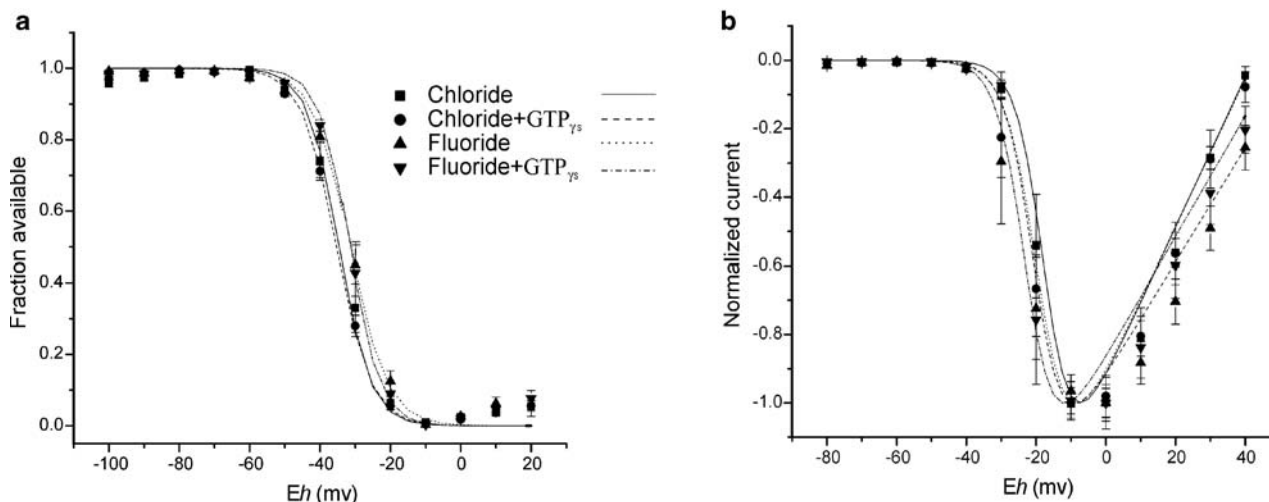 a
1.0
0.8
0.6
0.4
0.2
0.0
Fraction available
-100
-80
-60
-40
-20
0
20
Eh (mv)
Chloride
Chloride+GTPγs
Fluoride
Fluoride+GTPγs
b
0.0
-0.2
-0.4
-0.6
-0.8
-1.0
Normalized current
-80
-60
-40
-20
0
20
40
Eh (mv)